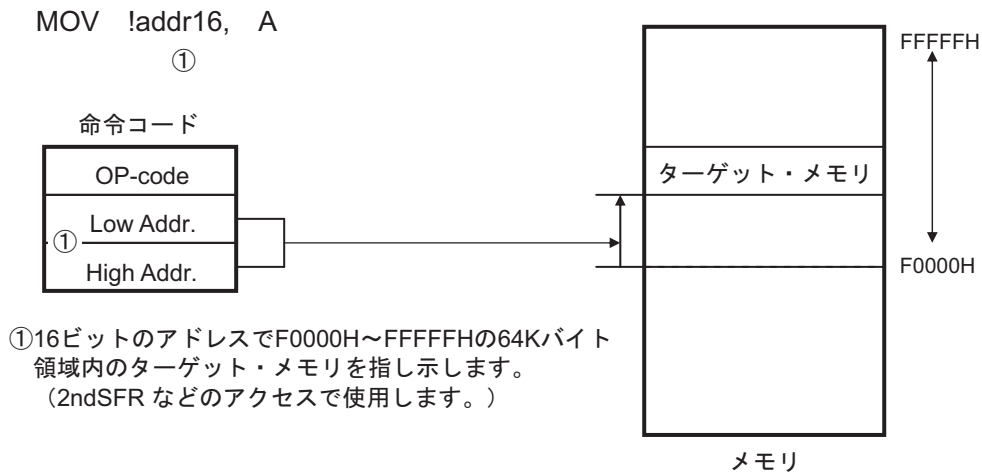 MOV !addr16, A
①
命令コード
OP-code
Low Addr.
①
High Addr.
FFFFFH
ターゲット・メモリ
F0000H
メモリ
①16ビットのアドレスでF0000H～FFFFFHの64Kバイト
領域内のターゲット・メモリを指し示します。
（2ndSFR などのアクセスで使用します。）